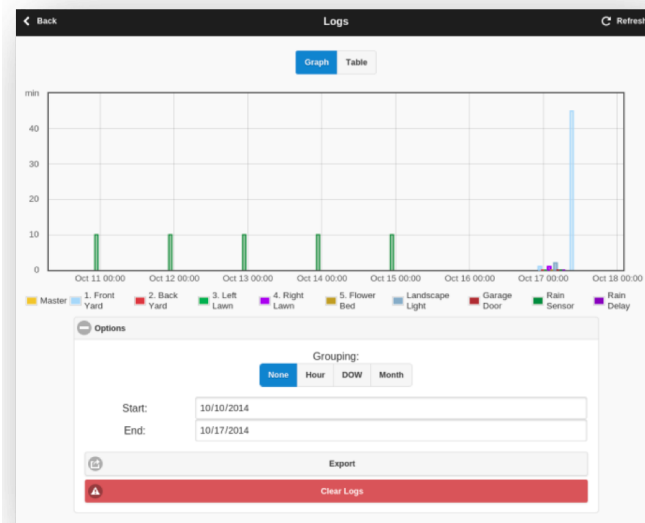 Back Logs Refresh
Graph Table
min
40
30
20
10
0
Oct 11 00:00 Oct 12 00:00 Oct 13 00:00 Oct 14 00:00 Oct 15 00:00 Oct 16 00:00 Oct 17 00:00 Oct 18 00:00
Master 1. Front Yard 2. Back Yard 3. Left Lawn 4. Right Lawn 5. Flower Bed Landscape Light Garage Door Rain Sensor Rain Delay
Options
Grouping:
None Hour DOW Month
Start: 10/10/2014
End: 10/17/2014
Export
Clear Logs